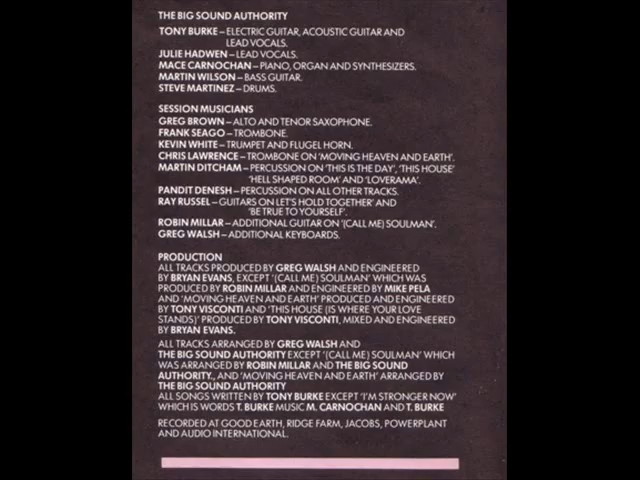 THE BIG SOUND AUTHORITY
TONY BURKE – ELECTRIC GUITAR, ACOUSTIC GUITAR AND
LEAD VOCALS.
JULIE HADWEN – LEAD VOCALS.
MACE CARNOCHAN – PIANO, ORGAN AND SYNTHESIZERS.
MARTIN WILSON – BASS GUITAR.
STEVE MARTINEZ – DRUMS.
SESSION MUSICIANS
GREG BROWN – ALTO AND TENOR SAXOPHONE.
FRANK SEAGO – TROMBONE.
KEVIN WHITE – TRUMPET AND FLUGEL HORN.
CHRIS LAWRENCE – TROMBONE ON 'MOVING HEAVEN AND EARTH'.
MARTIN DITCHAM – PERCUSSION ON 'THIS IS THE DAY', 'THIS HOUSE'
'HELL SHAPED ROOM' AND 'LOVERAMA'.
PANDIT DENESH – PERCUSSION ON ALL OTHER TRACKS.
RAY RUSSEL – GUITARS ON LET'S HOLD TOGETHER' AND
'BE TRUE TO YOURSELF'.
ROBIN MILLAR – ADDITIONAL GUITAR ON '(CALL ME) SOULMAN'.
GREG WALSH – ADDITIONAL KEYBOARDS.
PRODUCTION
ALL TRACKS PRODUCED BY GREG WALSH AND ENGINEERED
BY BRYAN EVANS, EXCEPT '(CALL ME) SOULMAN' WHICH WAS
PRODUCED BY ROBIN MILLAR AND ENGINEERED BY MIKE PELA
AND 'MOVING HEAVEN AND EARTH' PRODUCED AND ENGINEERED
BY TONY VISCONTI AND 'THIS HOUSE (IS WHERE YOUR LOVE
STANDS)' PRODUCED BY TONY VISCONTI, MIXED AND ENGINEERED
BY BRYAN EVANS.
ALL TRACKS ARRANGED BY GREG WALSH AND
THE BIG SOUND AUTHORITY EXCEPT '(CALL ME) SOULMAN' WHICH
WAS ARRANGED BY ROBIN MILLAR AND THE BIG SOUND
AUTHORITY., AND 'MOVING HEAVEN AND EARTH' ARRANGED BY
THE BIG SOUND AUTHORITY
ALL SONGS WRITTEN BY TONY BURKE EXCEPT 'I'M STRONGER NOW'
WHICH IS WORDS T. BURKE MUSIC M. CARNOCHAN AND T. BURKE
RECORDED AT GOOD EARTH, RIDGE FARM, JACOBS, POWERPLANT
AND AUDIO INTERNATIONAL.